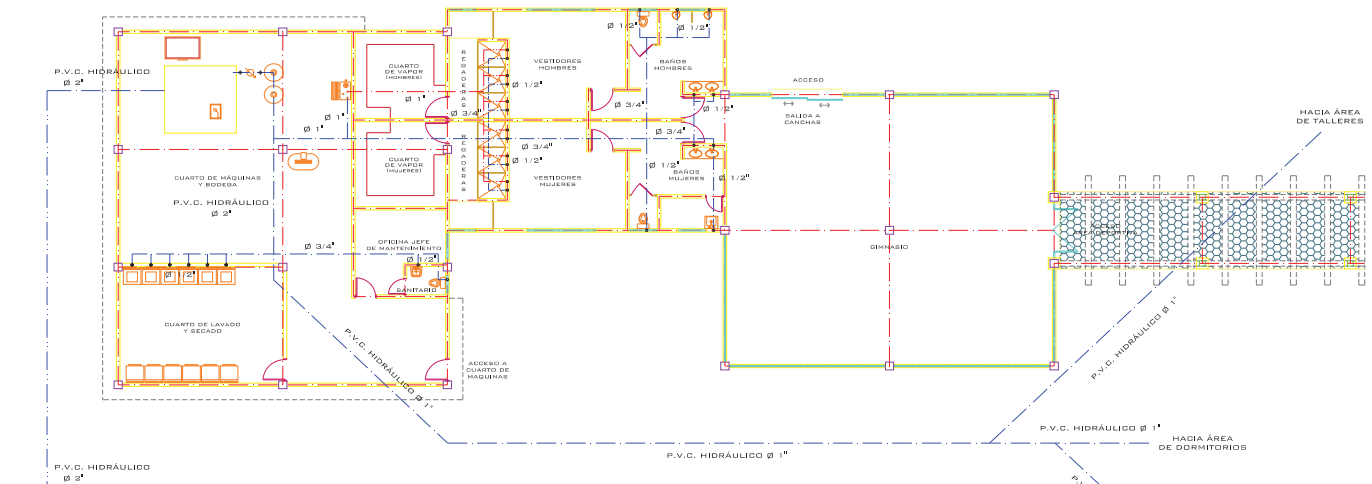 P.V.C. HIDRÁULICO
Ø 2"
CUARTO DE
VAPOR
(HOMBRES)
Ø 1"
Ø 1"
Ø 1"
REGADERAS
Ø 3/4"
REGADERAS
Ø 1/2"
Ø 3/4"
Ø 1/2"
VESTIDORES
HOMBRES
VESTIDORES
MUJERES
Ø 1/2"
Ø 1/2"
BAÑOS
HOMBRES
Ø 3/4"
Ø 1/2"
Ø 3/4"
Ø 1/2"
BAÑOS
MUJERES
Ø 1/2"
ACCESO
SALIDA A
CANCHAS
HACIA ÁREA
DE TALLERES
CUARTO
DE VAPOR
(MUJERES)
CUARTO DE MÁQUINAS
Y BODEGA
P.V.C. HIDRÁULICO
Ø 2"
Ø 3/4"
OFICINA JEFE
DE MANTENIMIENTO
Ø 1/2"
SANITARIO
Ø 1/2"
GIMNASIO
CUARTO DE LAVADO
Y SECADO
P.V.C. HIDRÁULICO Ø 1"
ACCESO A
CUARTO DE
MAQUINAS
P.V.C. HIDRÁULICO Ø 1"
P.V.C. HIDRÁULICO Ø 1"
HACIA ÁREA
DE DORMITORIOS
P.V.C. HIDRÁULICO Ø 1"
P.V.C. HIDRÁULICO
Ø 2"